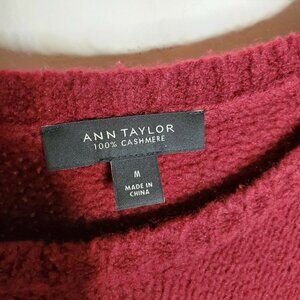 ANN TAYLOR
100% CASHMERE
M
MADE IN
CHINA